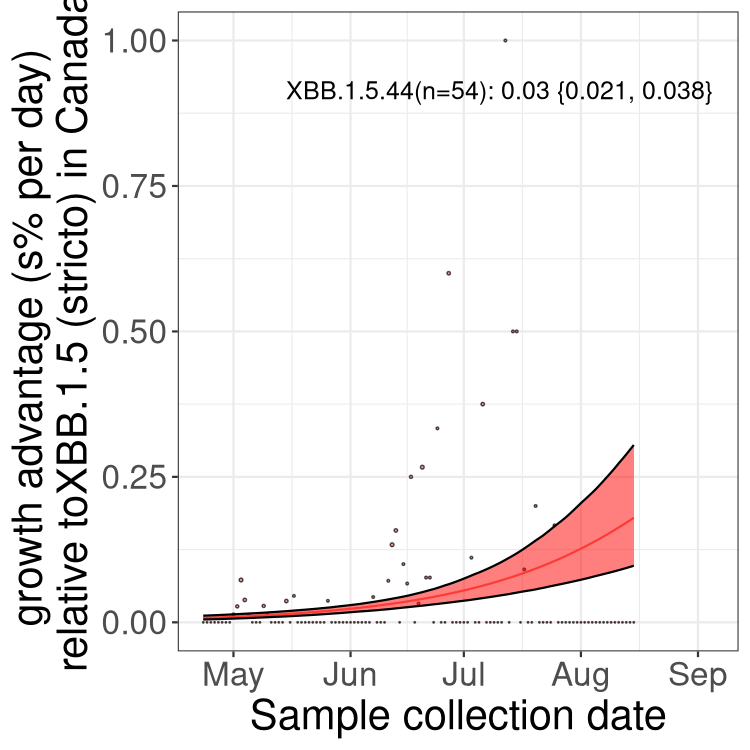 growth advantage (s% per day)
relative toXBB.1.5 (stricto) in Canada
1.00
0.75
0.50
0.25
0.00
XBB.1.5.44(n=54): 0.03 {0.021, 0.038}
May Jun Jul Aug Sep
Sample collection date